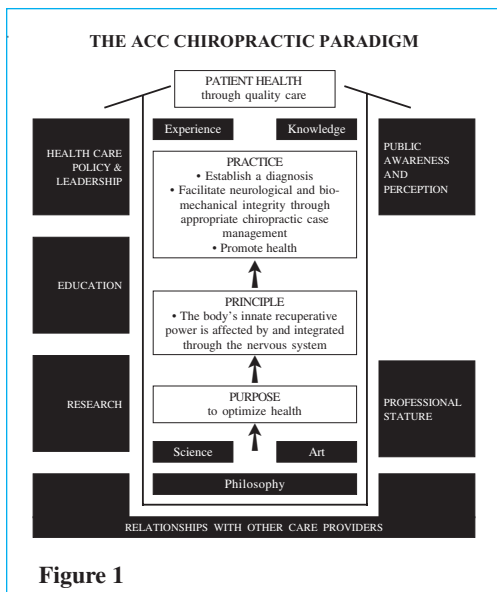 THE ACC CHIROPRACTIC PARADIGM
PATIENT HEALTH
through quality care
Experience
Knowledge
HEALTH CARE
POLICY &
LEADERSHIP
PUBLIC
AWARENESS
AND
PERCEPTION
PRACTICE
• Establish a diagnosis
• Facilitate neurological and bio-
mechanical integrity through
appropriate chiropractic case
management
• Promote health
EDUCATION
PRINCIPLE
• The body's innate recuperative
power is affected by and integrated
through the nervous system
RESEARCH
PURPOSE
to optimize health
PROFESSIONAL
STATURE
Science
Art
Philosophy
RELATIONSHIPS WITH OTHER CARE PROVIDERS
Figure 1